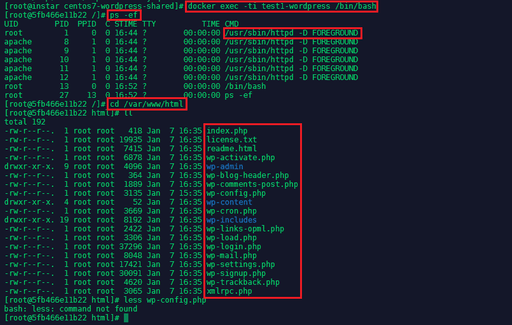 [root@instar centos7-wordpress-shared]# docker exec -ti test1-wordpress /bin/bash
[root@5fb466e11b22 /]# ps -ef
UID PID PPID C STIME TTY TIME CMD
root 1 0 0 16:44 ? 00:00:00 /usr/sbin/httpd -D FOREGROUND
apache 8 1 0 16:44 ? 00:00:00 /usr/sbin/httpd -D FOREGROUND
apache 9 1 0 16:44 ? 00:00:00 /usr/sbin/httpd -D FOREGROUND
apache 10 1 0 16:44 ? 00:00:00 /usr/sbin/httpd -D FOREGROUND
apache 11 1 0 16:44 ? 00:00:00 /usr/sbin/httpd -D FOREGROUND
apache 12 1 0 16:44 ? 00:00:00 /usr/sbin/httpd -D FOREGROUND
root 13 0 0 16:52 ? 00:00:00 /bin/bash
root 27 13 0 16:52 ? 00:00:00 ps -ef
[root@5fb466e11b22 /]# cd /var/www/html
[root@5fb466e11b22 html]# ll
total 192
-rw-r--r--. 1 root root 418 Jan 7 16:35 index.php
-rw-r--r--. 1 root root 19935 Jan 7 16:35 license.txt
-rw-r--r--. 1 root root 7415 Jan 7 16:35 readme.html
-rw-r--r--. 1 root root 6878 Jan 7 16:35 wp-activate.php
drwxr-xr-x. 9 root root 4096 Jan 7 16:35 wp-admin
-rw-r--r--. 1 root root 364 Jan 7 16:35 wp-blog-header.php
-rw-r--r--. 1 root root 1889 Jan 7 16:35 wp-comments-post.php
-rw-r--r--. 1 root root 3135 Jan 7 15:35 wp-config.php
drwxr-xr-x. 4 root root 52 Jan 7 16:35 wp-content
-rw-r--r--. 1 root root 3669 Jan 7 16:35 wp-cron.php
drwxr-xr-x. 19 root root 8192 Jan 7 16:35 wp-includes
-rw-r--r--. 1 root root 2422 Jan 7 16:35 wp-links-opml.php
-rw-r--r--. 1 root root 3306 Jan 7 16:35 wp-load.php
-rw-r--r--. 1 root root 37296 Jan 7 16:35 wp-login.php
-rw-r--r--. 1 root root 8048 Jan 7 16:35 wp-mail.php
-rw-r--r--. 1 root root 17421 Jan 7 16:35 wp-settings.php
-rw-r--r--. 1 root root 30091 Jan 7 16:35 wp-signup.php
-rw-r--r--. 1 root root 4620 Jan 7 16:35 wp-trackback.php
-rw-r--r--. 1 root root 3065 Jan 7 16:35 xmlrpc.php
[root@5fb466e11b22 html]# less wp-config.php
bash: less: command not found
[root@5fb466e11b22 html]#